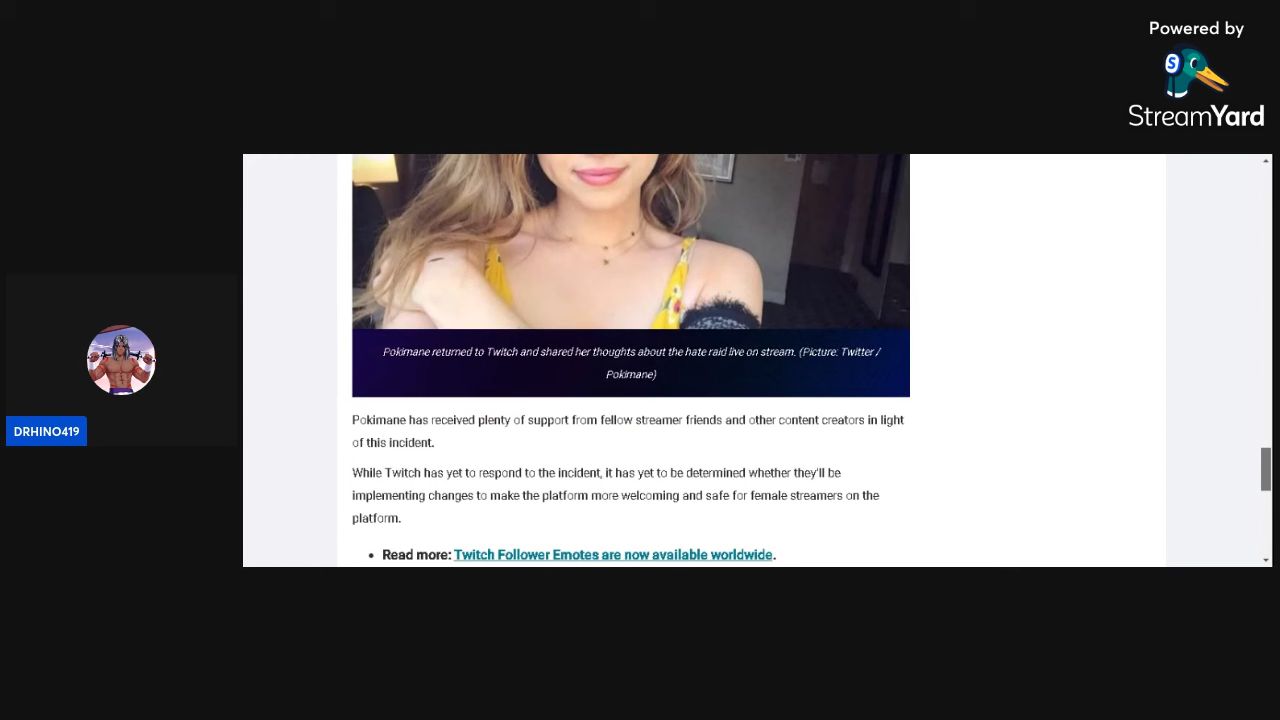 Powered by
S
StreamYard
DRHINO419
Pokimane returned to Twitch and shared her thoughts about the hate raid live on stream. (Picture: Twitter /
Pokimane)
Pokimane has received plenty of support from fellow streamer friends and other content creators in light
of this incident.
While Twitch has yet to respond to the incident, it has yet to be determined whether they'll be
implementing changes to make the platform more welcoming and safe for female streamers on the
platform.
• Read more: Twitch Follower Emotes are now available worldwide.